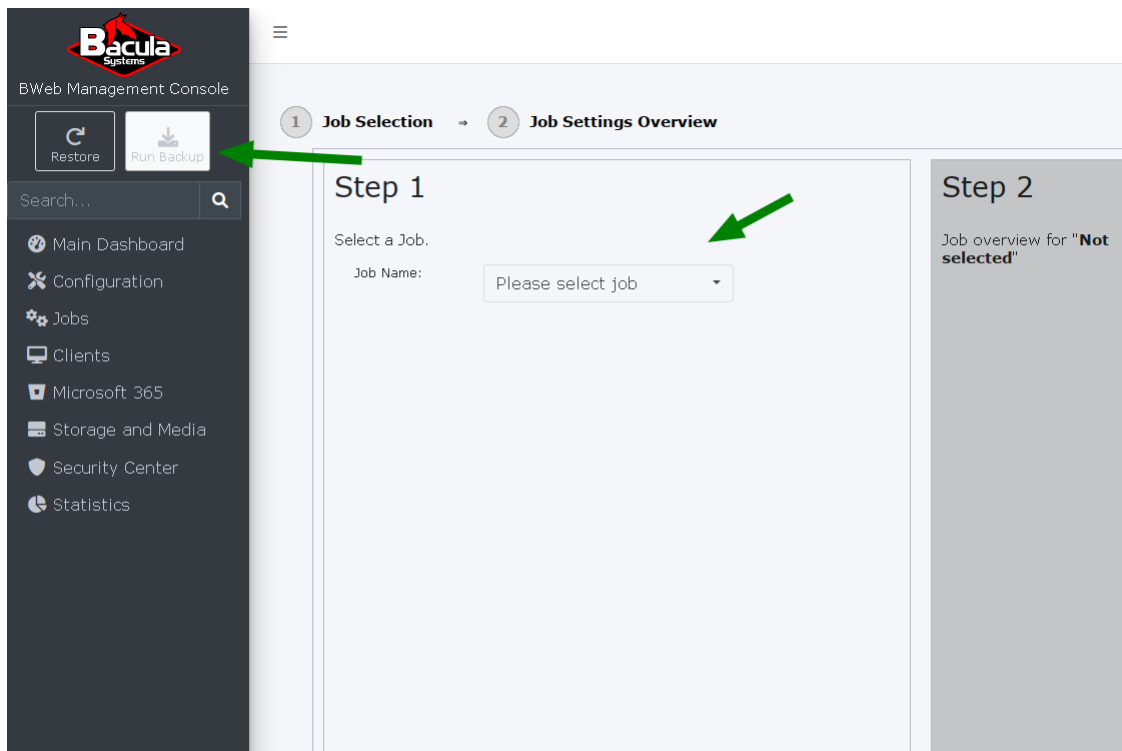 Bacula
Systems
BWeb Management Console
Restore
Run Backup
Search...
Main Dashboard
Configuration
Jobs
Clients
Microsoft 365
Storage and Media
Security Center
Statistics
1 Job Selection ⇒ 2 Job Settings Overview
Step 1
Select a Job.
Job Name:
Please select job
Step 2
Job overview for "Not
selected"